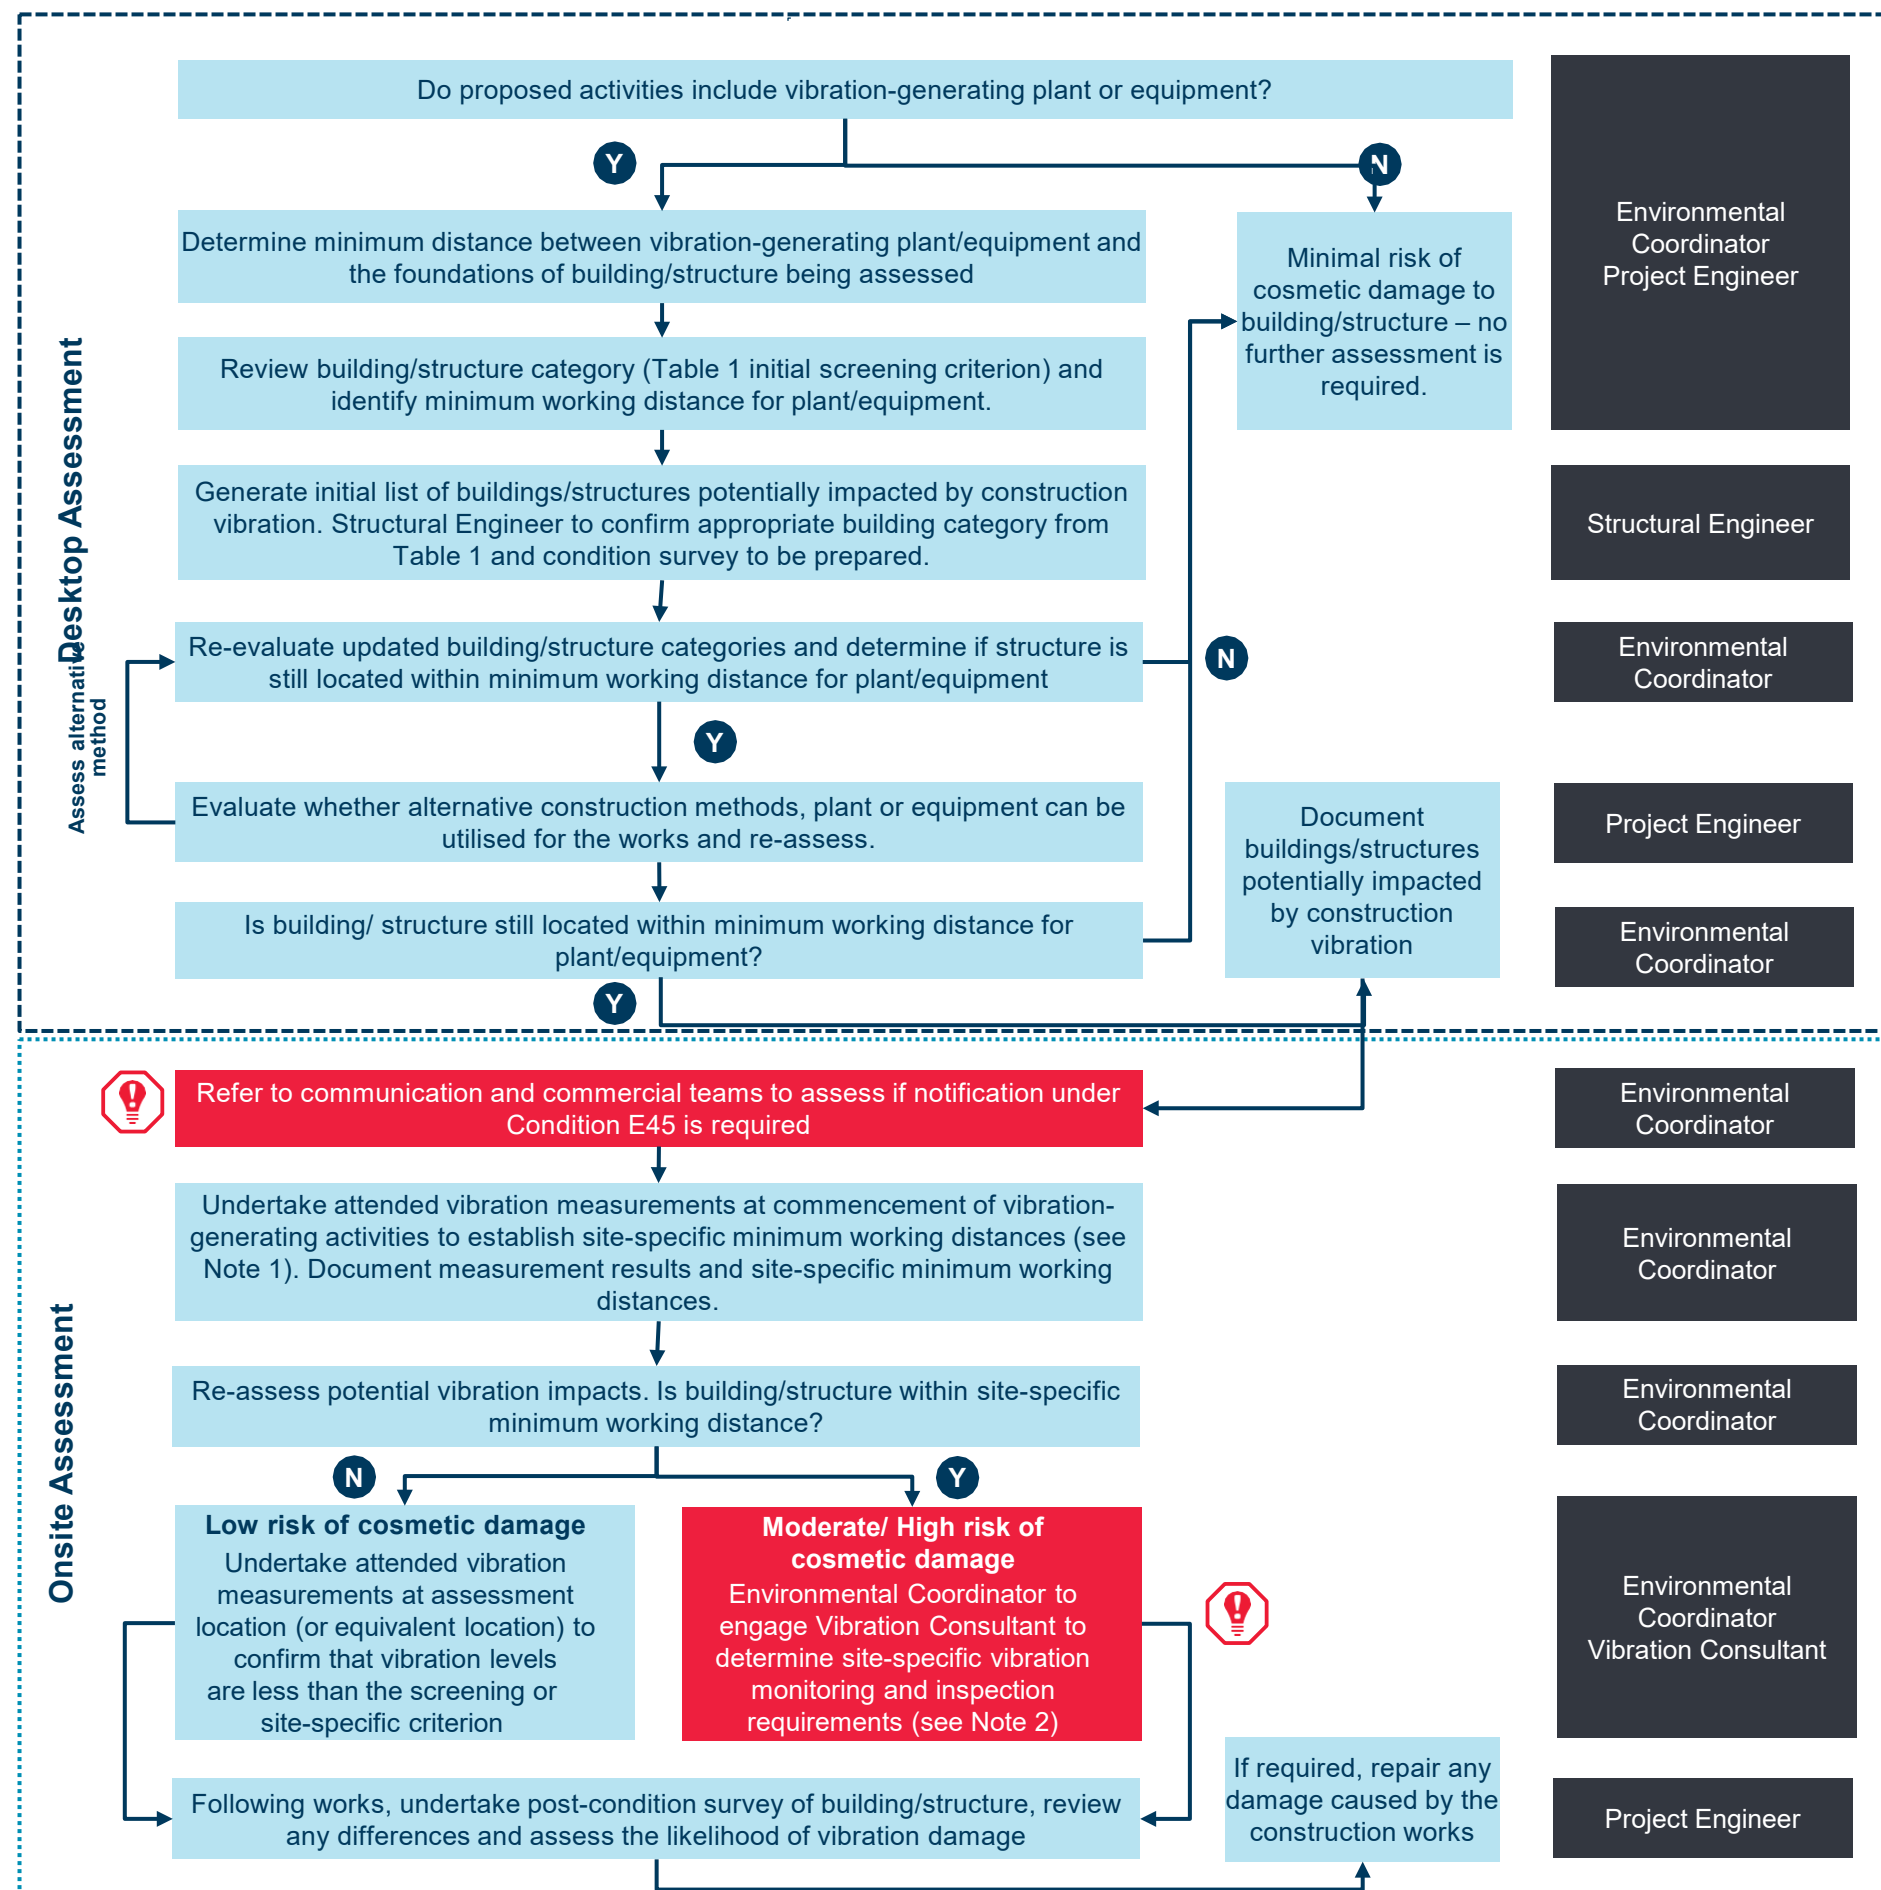 Do proposed activities include vibration-generating plant or equipment?
Y
N
Environmental
Coordinator
Project Engineer
Determine minimum distance between vibration-generating plant/equipment and
the foundations of building/structure being assessed
Minimal risk of
cosmetic damage to
building/structure – no
further assessment is
required.
Review building/structure category (Table 1 initial screening criterion) and
identify minimum working distance for plant/equipment.
Desktop Assessment
Generate initial list of buildings/structures potentially impacted by construction
vibration. Structural Engineer to confirm appropriate building category from
Table 1 and condition survey to be prepared.
Structural Engineer
Re-evaluate updated building/structure categories and determine if structure is
still located within minimum working distance for plant/equipment
N
Environmental
Coordinator
Assess alternative
method
Y
Evaluate whether alternative construction methods, plant or equipment can be
utilised for the works and re-assess.
Document
buildings/structures
potentially impacted
by construction
vibration
Project Engineer
Is building/ structure still located within minimum working distance for
plant/equipment?
Environmental
Coordinator
Y
Refer to communication and commercial teams to assess if notification under
Condition E45 is required
Environmental
Coordinator
Onsite Assessment
Undertake attended vibration measurements at commencement of vibration-
generating activities to establish site-specific minimum working distances (see
Note 1). Document measurement results and site-specific minimum working
distances.
Environmental
Coordinator
Re-assess potential vibration impacts. Is building/structure within site-specific
minimum working distance?
Environmental
Coordinator
N
Y
Low risk of cosmetic damage
Undertake attended vibration
measurements at assessment
location (or equivalent location) to
confirm that vibration levels
are less than the screening or
site-specific criterion
Moderate/ High risk of
cosmetic damage
Environmental Coordinator to
engage Vibration Consultant to
determine site-specific vibration
monitoring and inspection
requirements (see Note 2)
Environmental
Coordinator
Vibration Consultant
Following works, undertake post-condition survey of building/structure, review
any differences and assess the likelihood of vibration damage
If required, repair any
damage caused by the
construction works
Project Engineer